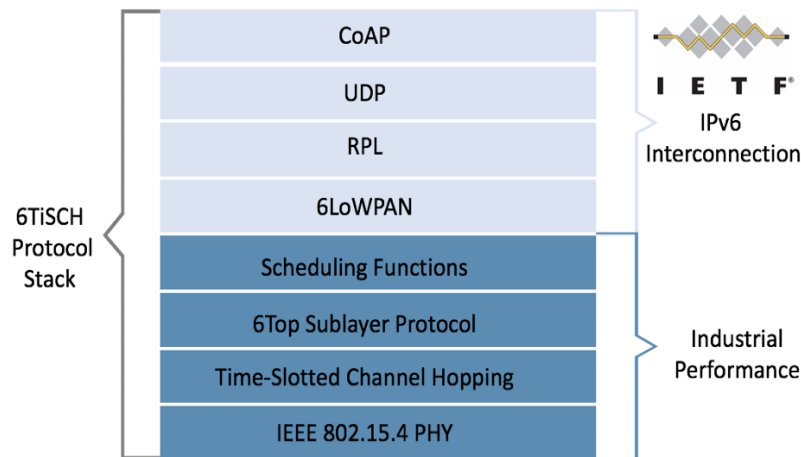 CoAP
UDP
RPL
6LoWPAN
Scheduling Functions
6Top Sublayer Protocol
Time-Slotted Channel Hopping
IEEE 802.15.4 PHY
6TiSCH
Protocol
Stack
I E T F®
IPv6
Interconnection
Industrial
Performance